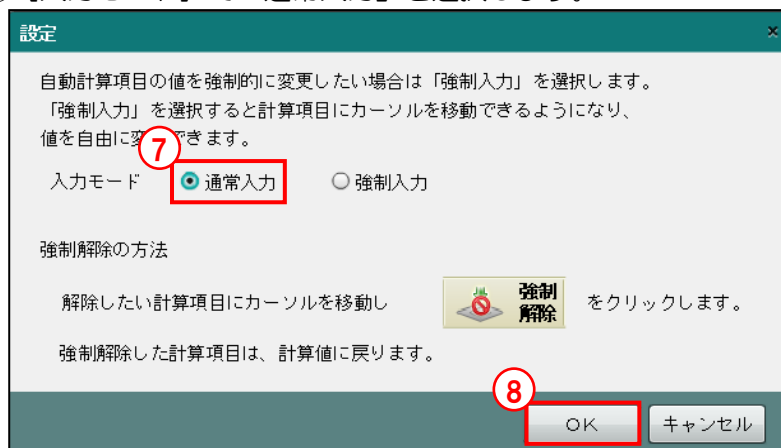 設定
自動計算項目の値を強制的に変更したい場合は「強制入力」を選択します。
「強制入力」を選択すると計算項目にカーソルを移動できるようになり、
値を自由に変 できます。
⑦
入力モード 通常入力 強制入力
強制解除の方法
解除したい計算項目にカーソルを移動し 強制解除 をクリックします。
強制解除した計算項目は、計算値に戻ります。
⑧
OK キャンセル